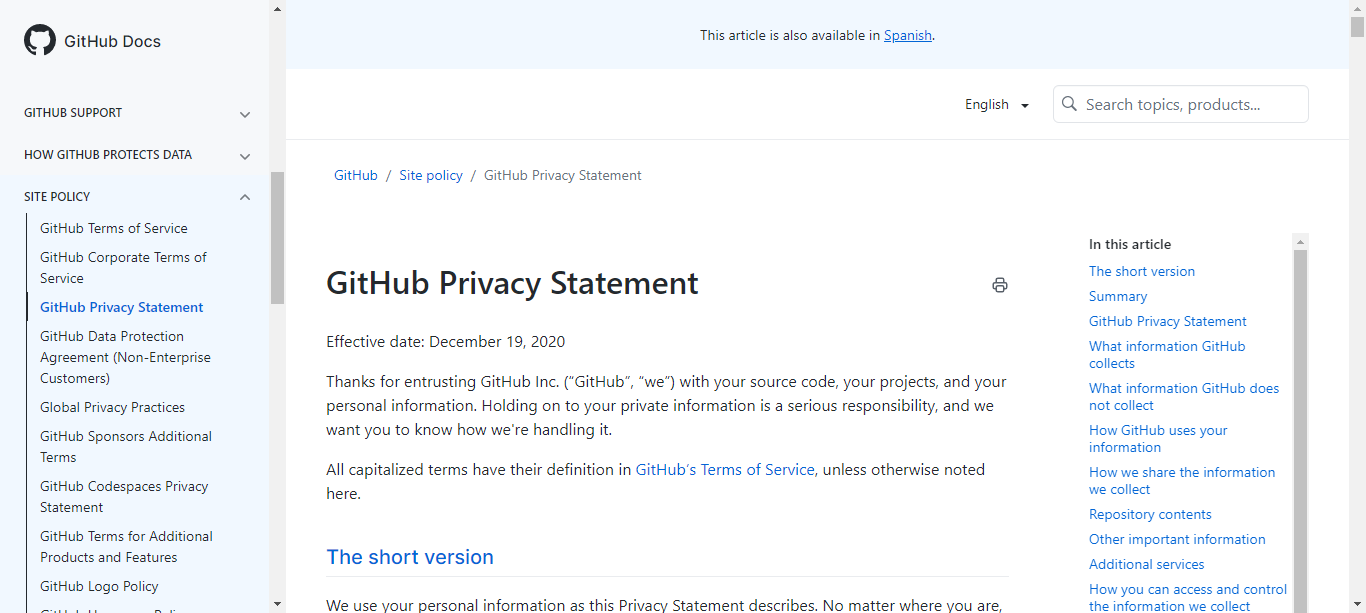 GitHub Docs
GITHUB SUPPORT
HOW GITHUB PROTECTS DATA
SITE POLICY
GitHub Terms of Service
GitHub Corporate Terms of
Service
GitHub Privacy Statement
GitHub Data Protection
Agreement (Non-Enterprise
Customers)
Global Privacy Practices
GitHub Sponsors Additional
Terms
GitHub Codespaces Privacy
Statement
GitHub Terms for Additional
Products and Features
GitHub Logo Policy
This article is also available in Spanish.
English
Search topics, products...
GitHub / Site policy / GitHub Privacy Statement
GitHub Privacy Statement
Effective date: December 19, 2020
Thanks for entrusting GitHub Inc. (“GitHub”, “we”) with your source code, your projects, and your
personal information. Holding on to your private information is a serious responsibility, and we
want you to know how we're handling it.
All capitalized terms have their definition in GitHub’s Terms of Service, unless otherwise noted
here.
The short version
We use your personal information as this Privacy Statement describes. No matter where you are,
In this article
The short version
Summary
GitHub Privacy Statement
What information GitHub
collects
What information GitHub does
not collect
How GitHub uses your
information
How we share the information
we collect
Repository contents
Other important information
Additional services
How you can access and control
the information we collect